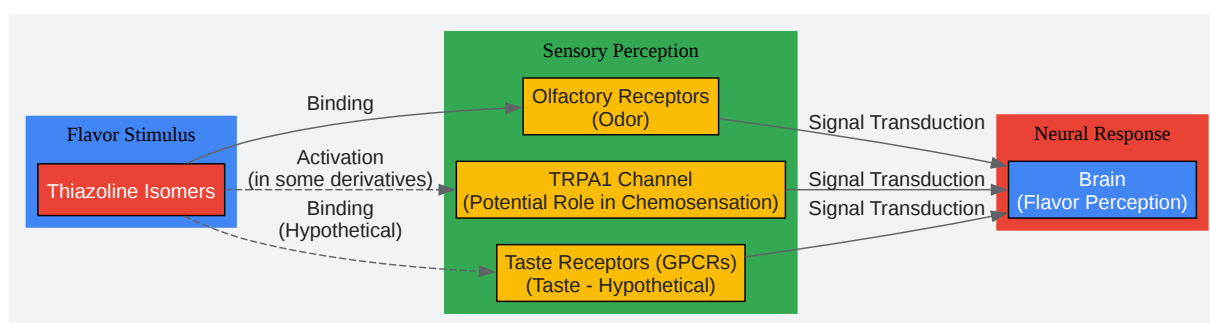 Flavor Stimulus
Thiazoline Isomers
Binding
Activation
(in some derivatives)
Binding
(Hypothetical)
Sensory Perception
Olfactory Receptors
(Odor)
TRPA1 Channel
(Potential Role in Chemosensation)
Taste Receptors (GPCRs)
(Taste - Hypothetical)
Signal Transduction
Signal Transduction
Signal Transduction
Neural Response
Brain
(Flavor Perception)